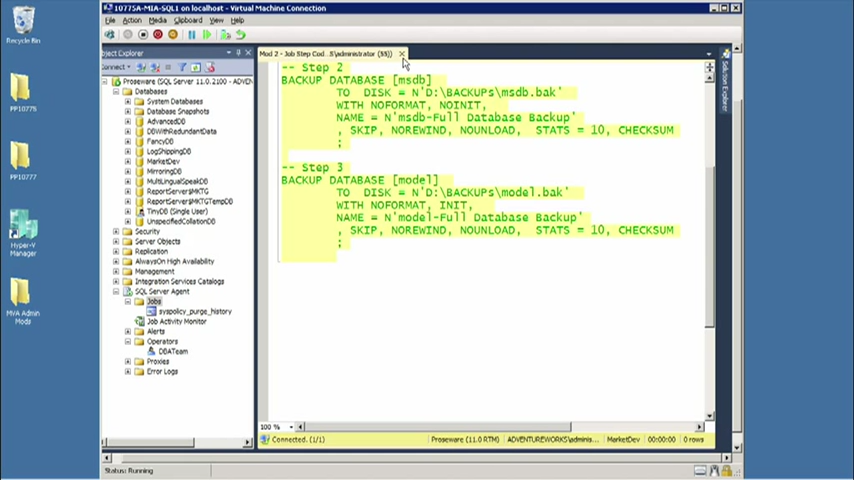 10775A-MIA-SQL1 on localhost - Virtual Machine Connection
File Action Media Clipboard View Help
Recycle Bin
PP10775
PP10777
Hyper-V
Manager
MVA Admin
Mods
Object Explorer
Connect
Proseware (SQL Server 11.0.2100 - ADVEN
Databases
System Databases
Database Snapshots
AdvancedDB
DBWithRedundantData
FancyDB
LogShippingDB
MarketDev
MirroringDB
MultiLingualSpeakDB
ReportServer$MKTG
ReportServer$MKTGTempDB
TinyDB (Single User)
UnspecifiedCollationDB
Security
Server Objects
Replication
AlwaysOn High Availability
Management
Integration Services Catalogs
SQL Server Agent
Jobs
syspolicy_purge_history
Job Activity Monitor
Alerts
Operators
DBATeam
Proxies
Error Logs
Mod 2 - Job Step Cod...S\administrator (55))
-- Step 2
BACKUP DATABASE [msdb]
TO DISK = N'D:\BACKUPs\msdb.bak'
WITH NOFORMAT, NOINIT,
NAME = N'msdb-Full Database Backup'
, SKIP, NOREWIND, NOUNLOAD, STATS = 10, CHECKSUM
;
-- Step 3
BACKUP DATABASE [model]
TO DISK = N'D:\BACKUPs\model.bak'
WITH NOFORMAT, INIT,
NAME = N'model-Full Database Backup'
, SKIP, NOREWIND, NOUNLOAD, STATS = 10, CHECKSUM
;
Solution Explorer
100 %
Connected. (1/1)
Proseware (11.0 RTM) ADVENTUREWORKS\adminis... MarketDev 00:00:00 0 rows
Status: Running